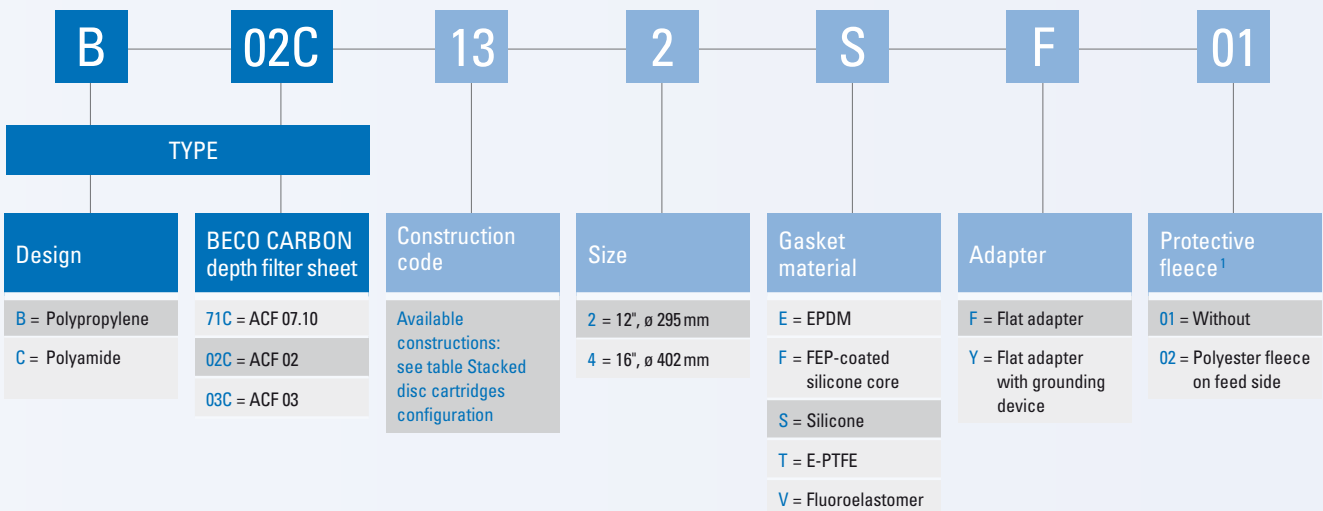 B
02C
13
2
S
F
01
TYPE
Design
B = Polypropylene
C = Polyamide
BECO CARBON
depth filter sheet
71C = ACF 07.10
02C = ACF 02
03C = ACF 03
Construction
code
Available
constructions:
see table Stacked
disc cartridges
configuration
Size
2 = 12", ø 295 mm
4 = 16", ø 402 mm
Gasket
material
E = EPDM
F = FEP-coated
silicone core
S = Silicone
T = E-PTFE
V = Fluoroelastomer
Adapter
F = Flat adapter
Y = Flat adapter
with grounding
device
Protective
fleece¹
01 = Without
02 = Polyester fleece
on feed side